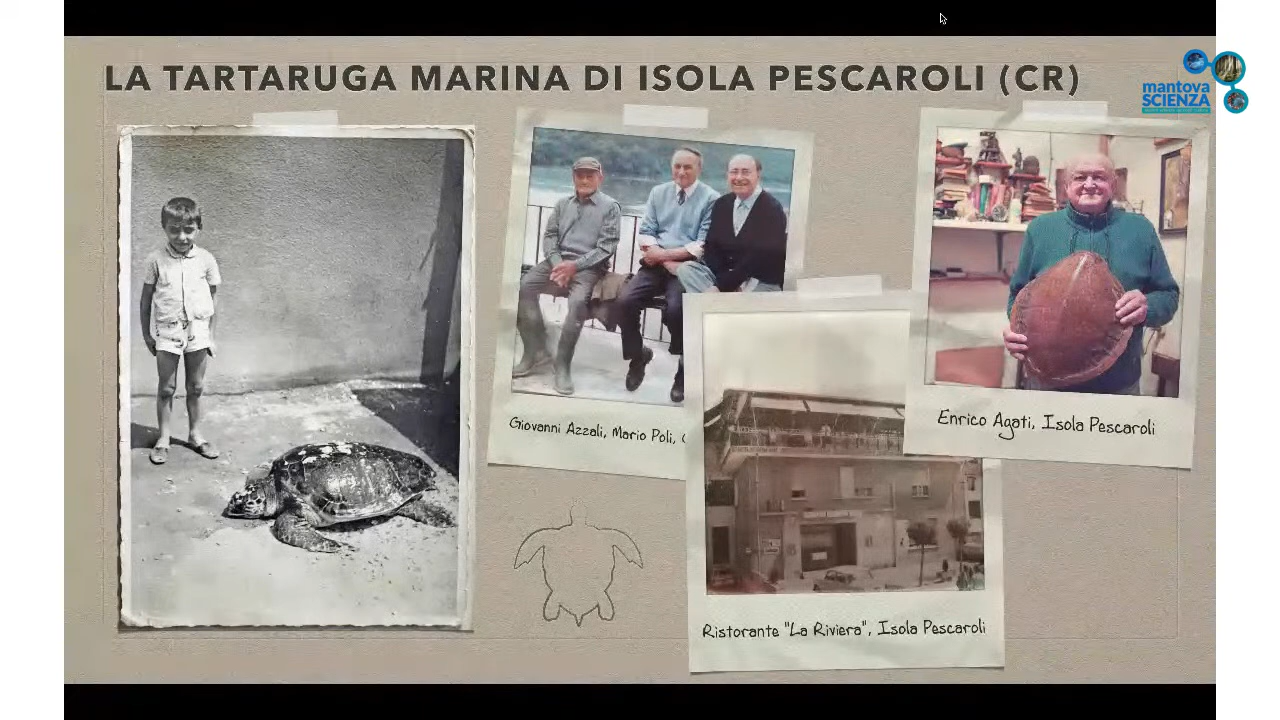 LA TARTARUGA MARINA DI ISOLA PESCAROLI (CR)
mantova
SCIENZA
Giovanni Azzali, Mario Poli,
Enrico Agati, Isola Pescaroli
Ristorante "La Riviera", Isola Pescaroli